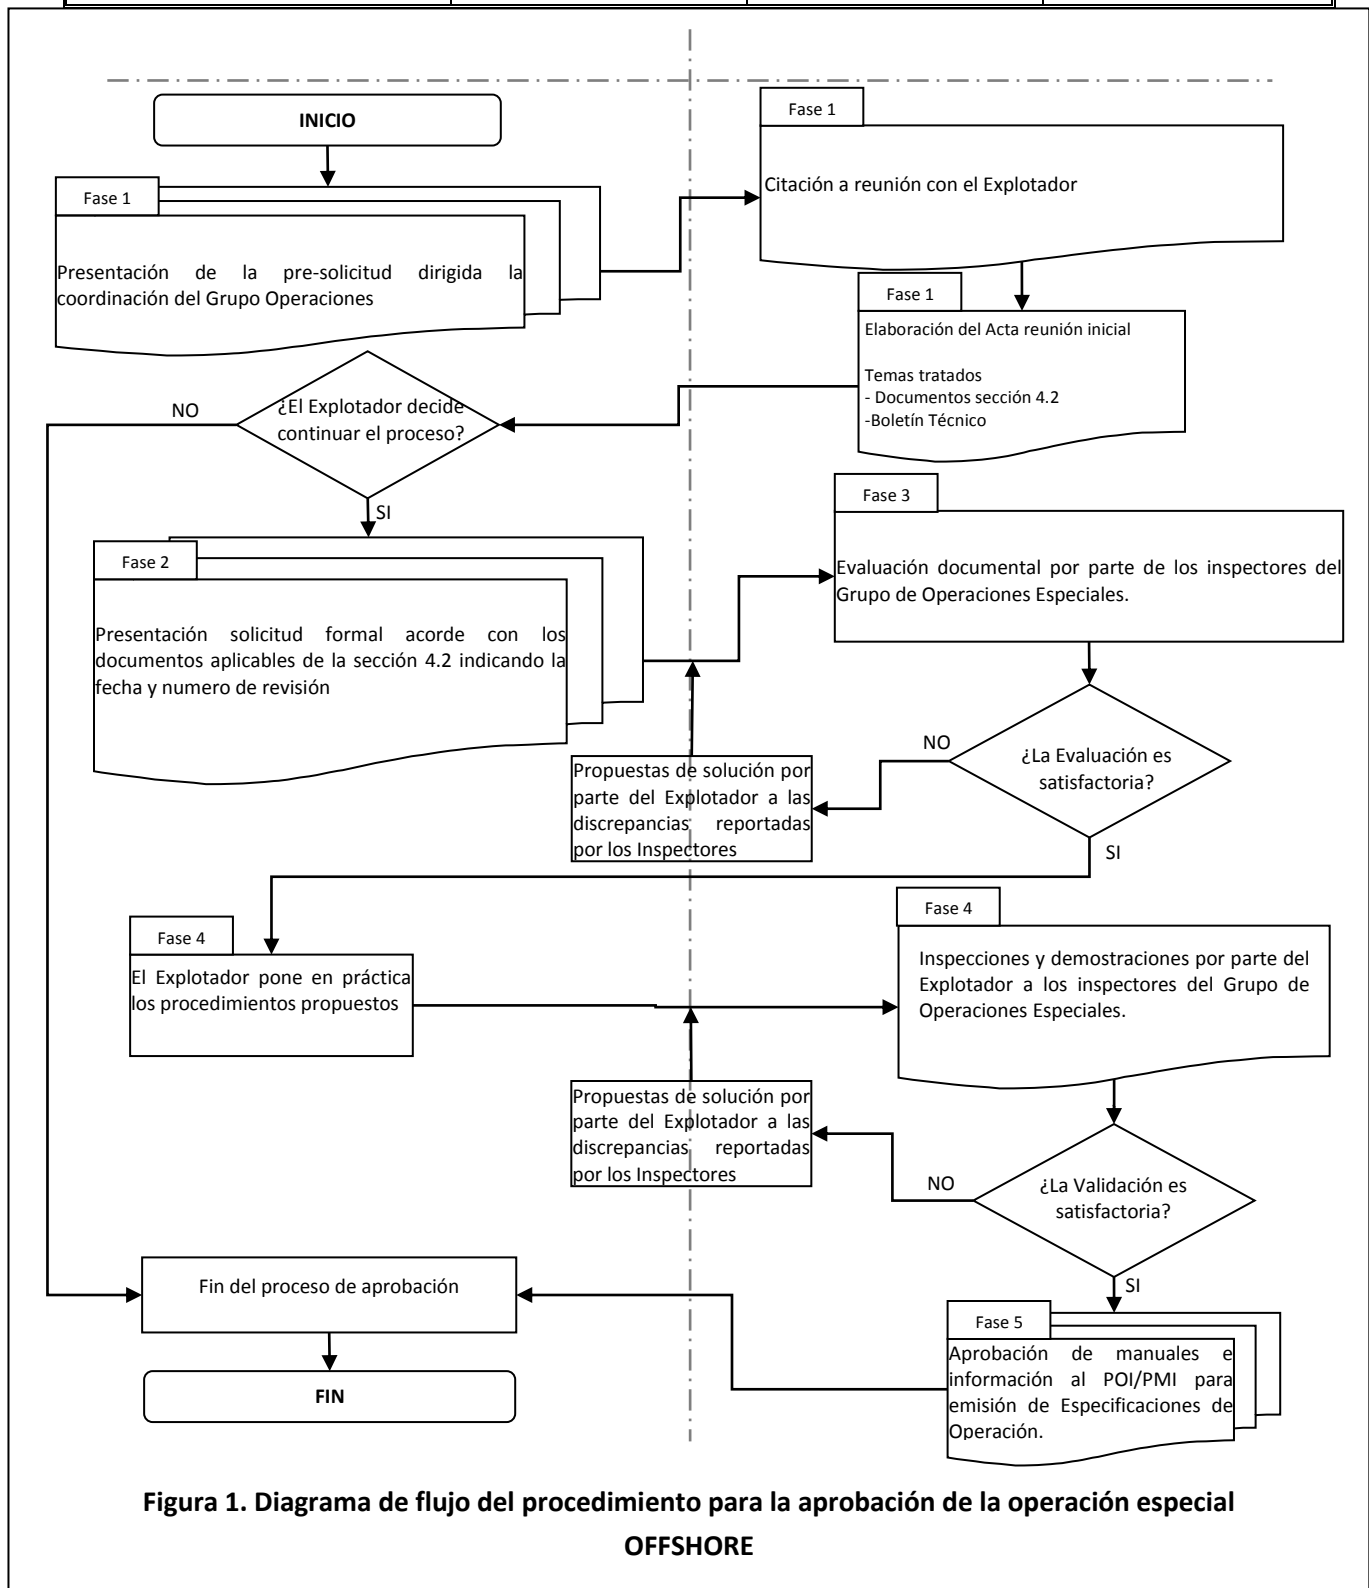 INICIO
Fase 1
Presentación de la pre-solicitud dirigida la
coordinación del Grupo Operaciones
Fase 1
Citación a reunión con el Explotador
Fase 1
Elaboración del Acta reunión inicial
Temas tratados
- Documentos sección 4.2
-Boletín Técnico
¿El Explotador decide
continuar el proceso?
NO
SI
Fase 2
Presentación solicitud formal acorde con los
documentos aplicables de la sección 4.2 indicando la
fecha y numero de revisión
Fase 3
Evaluación documental por parte de los inspectores del
Grupo de Operaciones Especiales.
¿La Evaluación es
satisfactoria?
NO
SI
Propuestas de solución por
parte del Explotador a las
discrepancias reportadas
por los Inspectores
Fase 4
El Explotador pone en práctica
los procedimientos propuestos
Fase 4
Inspecciones y demostraciones por parte del
Explotador a los inspectores del Grupo de
Operaciones Especiales.
Propuestas de solución por
parte del Explotador a las
discrepancias reportadas
por los Inspectores
¿La Validación es
satisfactoria?
NO
SI
Fase 5
Aprobación de manuales e
información al POI/PMI para
emisión de Especificaciones de
Operación.
Fin del proceso de aprobación
FIN
Figura 1. Diagrama de flujo del procedimiento para la aprobación de la operación especial
OFFSHORE